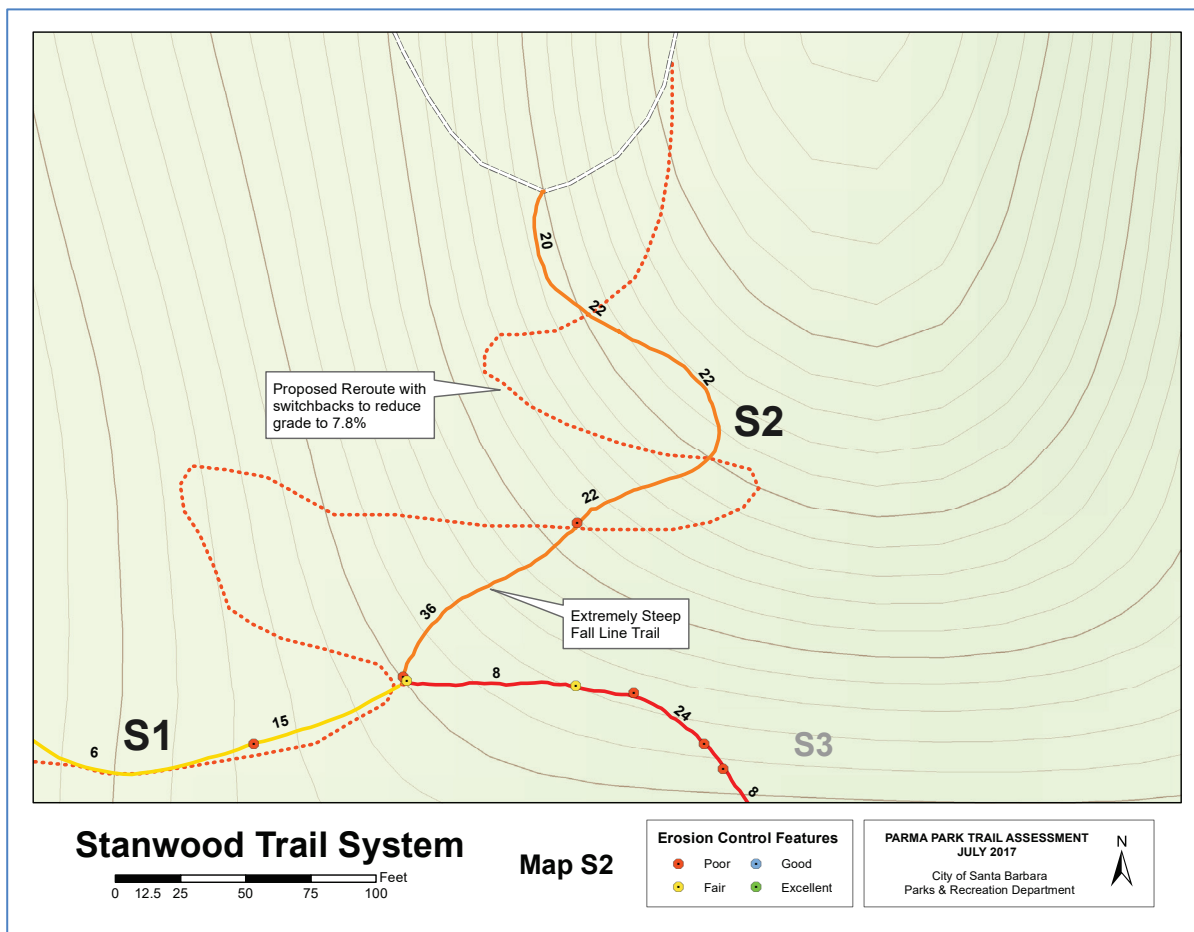 20
22
22
Proposed Reroute with
switchbacks to reduce
grade to 7.8%
S2
22
36
Extremely Steep
Fall Line Trail
8
24
15
S1
6
S3
8
Stanwood Trail System
Feet
0 12.5 25 50 75 100
Map S2
Erosion Control Features
Poor Good
Fair Excellent
PARMA PARK TRAIL ASSESSMENT
JULY 2017
City of Santa Barbara
Parks & Recreation Department
N